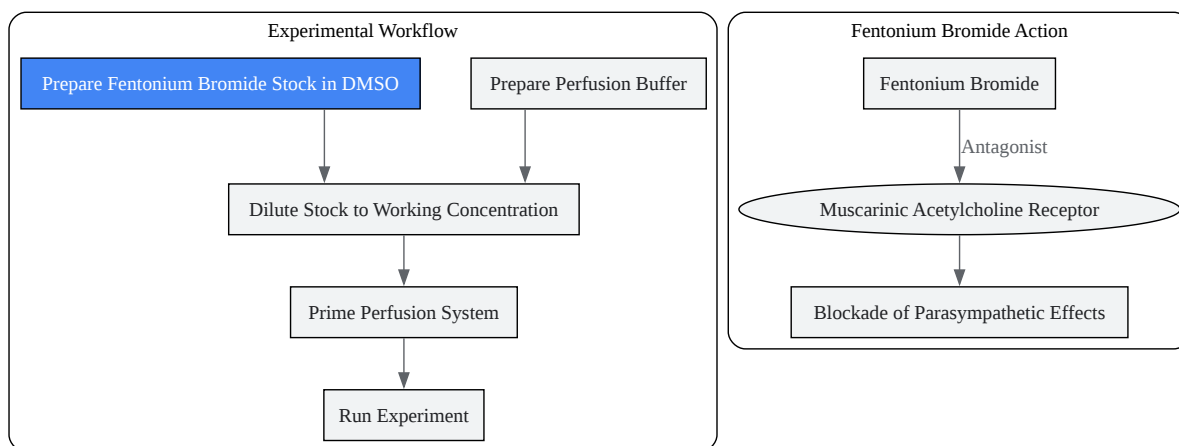 Experimental Workflow
Prepare Fentonium Bromide Stock in DMSO
Prepare Perfusion Buffer
Dilute Stock to Working Concentration
Prime Perfusion System
Run Experiment
Fentonium Bromide Action
Fentonium Bromide
Antagonist
Muscarinic Acetylcholine Receptor
Blockade of Parasympathetic Effects